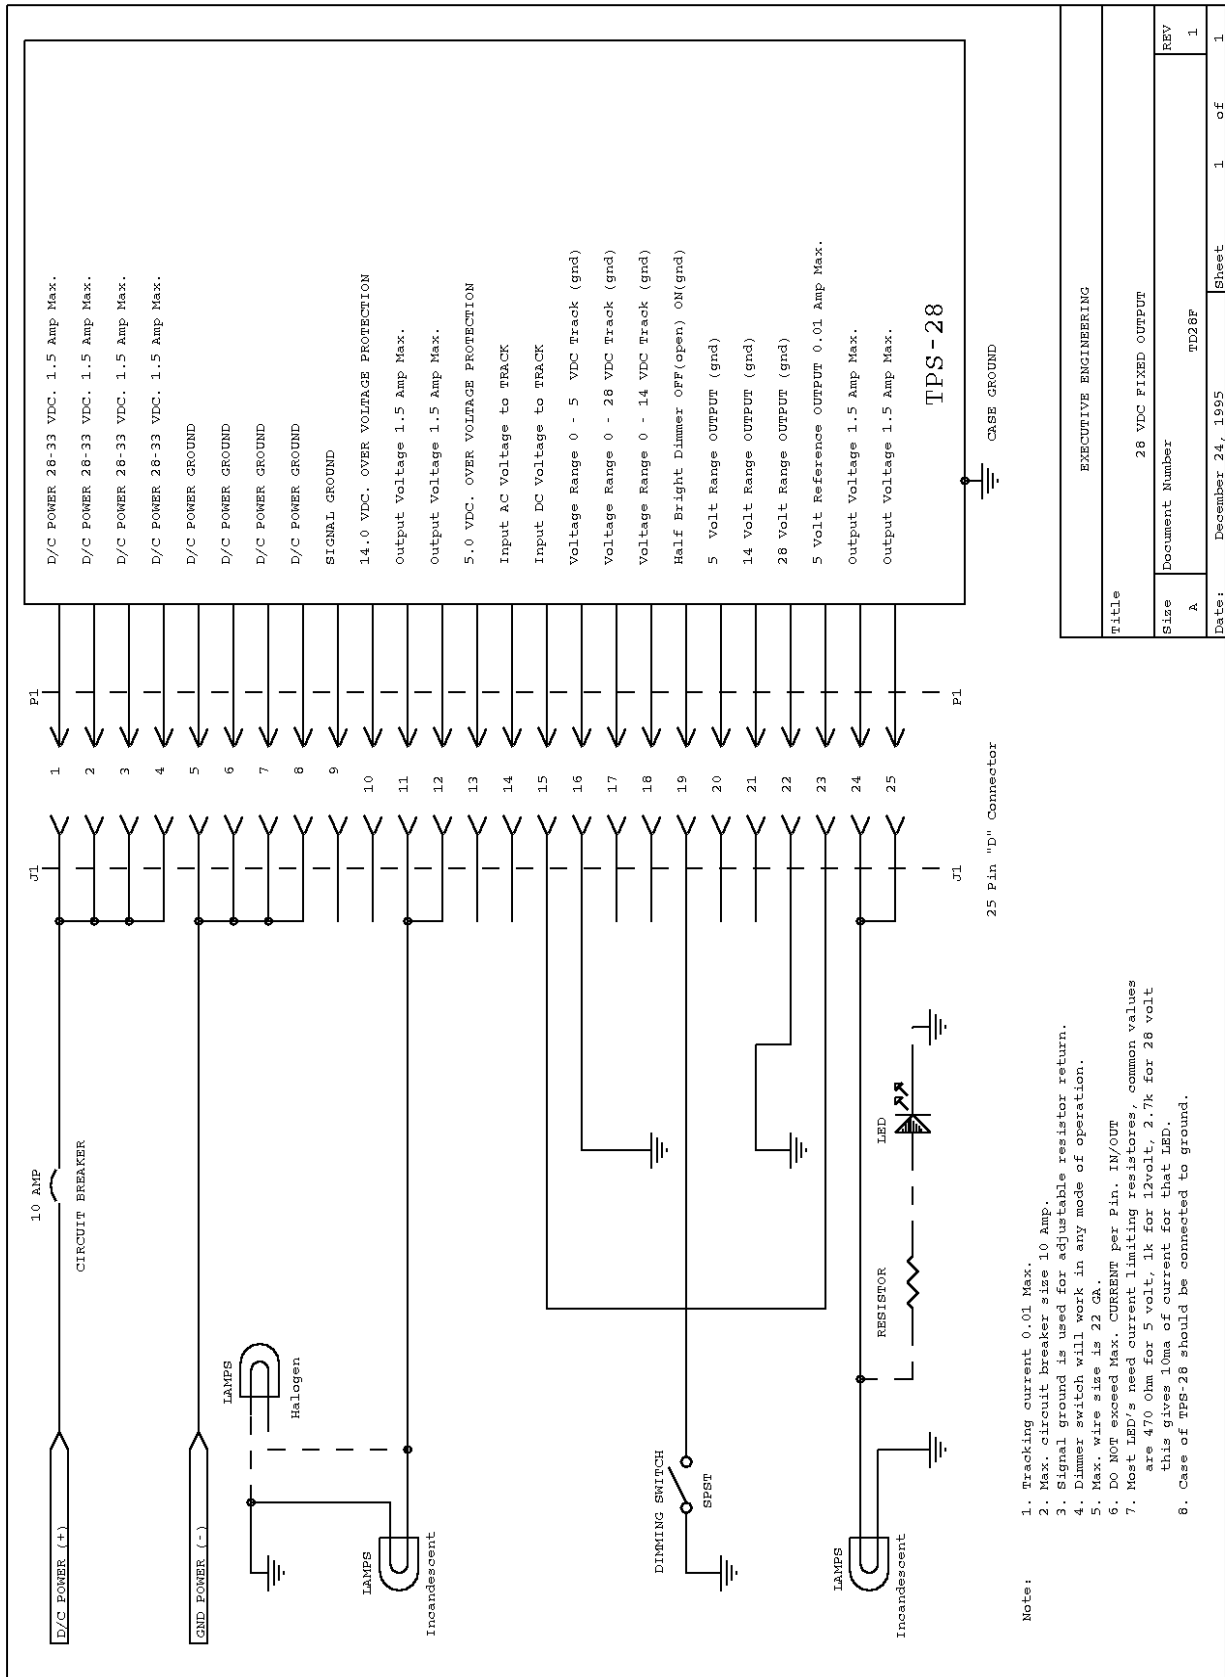 D/C POWER (+)
10 AMP
CIRCUIT BREAKER
GND POWER (-)
LAMPS
Halogen
LAMPS
Incandescent
DIMMING SWITCH
SPST
RESISTOR
LED
LAMPS
Incandescent
J1
P1
1
2
3
4
5
6
7
8
9
10
11
12
13
14
15
16
17
18
19
20
21
22
23
24
25
J1
P1
25 Pin "D" Connector
D/C POWER 28-33 VDC. 1.5 Amp Max.
D/C POWER 28-33 VDC. 1.5 Amp Max.
D/C POWER 28-33 VDC. 1.5 Amp Max.
D/C POWER 28-33 VDC. 1.5 Amp Max.
D/C POWER GROUND
D/C POWER GROUND
D/C POWER GROUND
D/C POWER GROUND
SIGNAL GROUND
14.0 VDC. OVER VOLTAGE PROTECTION
Output Voltage 1.5 Amp Max.
Output Voltage 1.5 Amp Max.
5.0 VDC. OVER VOLTAGE PROTECTION
Input AC Voltage to TRACK
Input DC Voltage to TRACK
Voltage Range 0 - 5 VDC Track (gnd)
Voltage Range 0 - 28 VDC Track (gnd)
Voltage Range 0 - 14 VDC Track (gnd)
Half Bright Dimmer OFF(open) ON(gnd)
5 Volt Range OUTPUT (gnd)
14 Volt Range OUTPUT (gnd)
28 Volt Range OUTPUT (gnd)
5 Volt Reference OUTPUT 0.01 Amp Max.
Output Voltage 1.5 Amp Max.
Output Voltage 1.5 Amp Max.
TPS-28
CASE GROUND
Note:
1. Tracking current 0.01 Max.
2. Max. circuit breaker size 10 Amp.
3. Signal ground is used for adjustable resistor return.
4. Dimmer switch will work in any mode of operation.
5. Max. wire size is 22 GA.
6. DO NOT exceed Max. CURRENT per Pin. IN/OUT
7. Most LED's need current limiting resistores, common values
are 470 Ohm for 5 volt, 1k for 12volt, 2.7k for 28 volt
this gives 10ma of current for that LED.
8. Case of TPS-28 should be connected to ground.
EXECUTIVE ENGINEERING
Title
28 VDC FIXED OUTPUT
Size Document Number REV
A TD28F 1
Date: December 24, 1995 Sheet 1 of 1